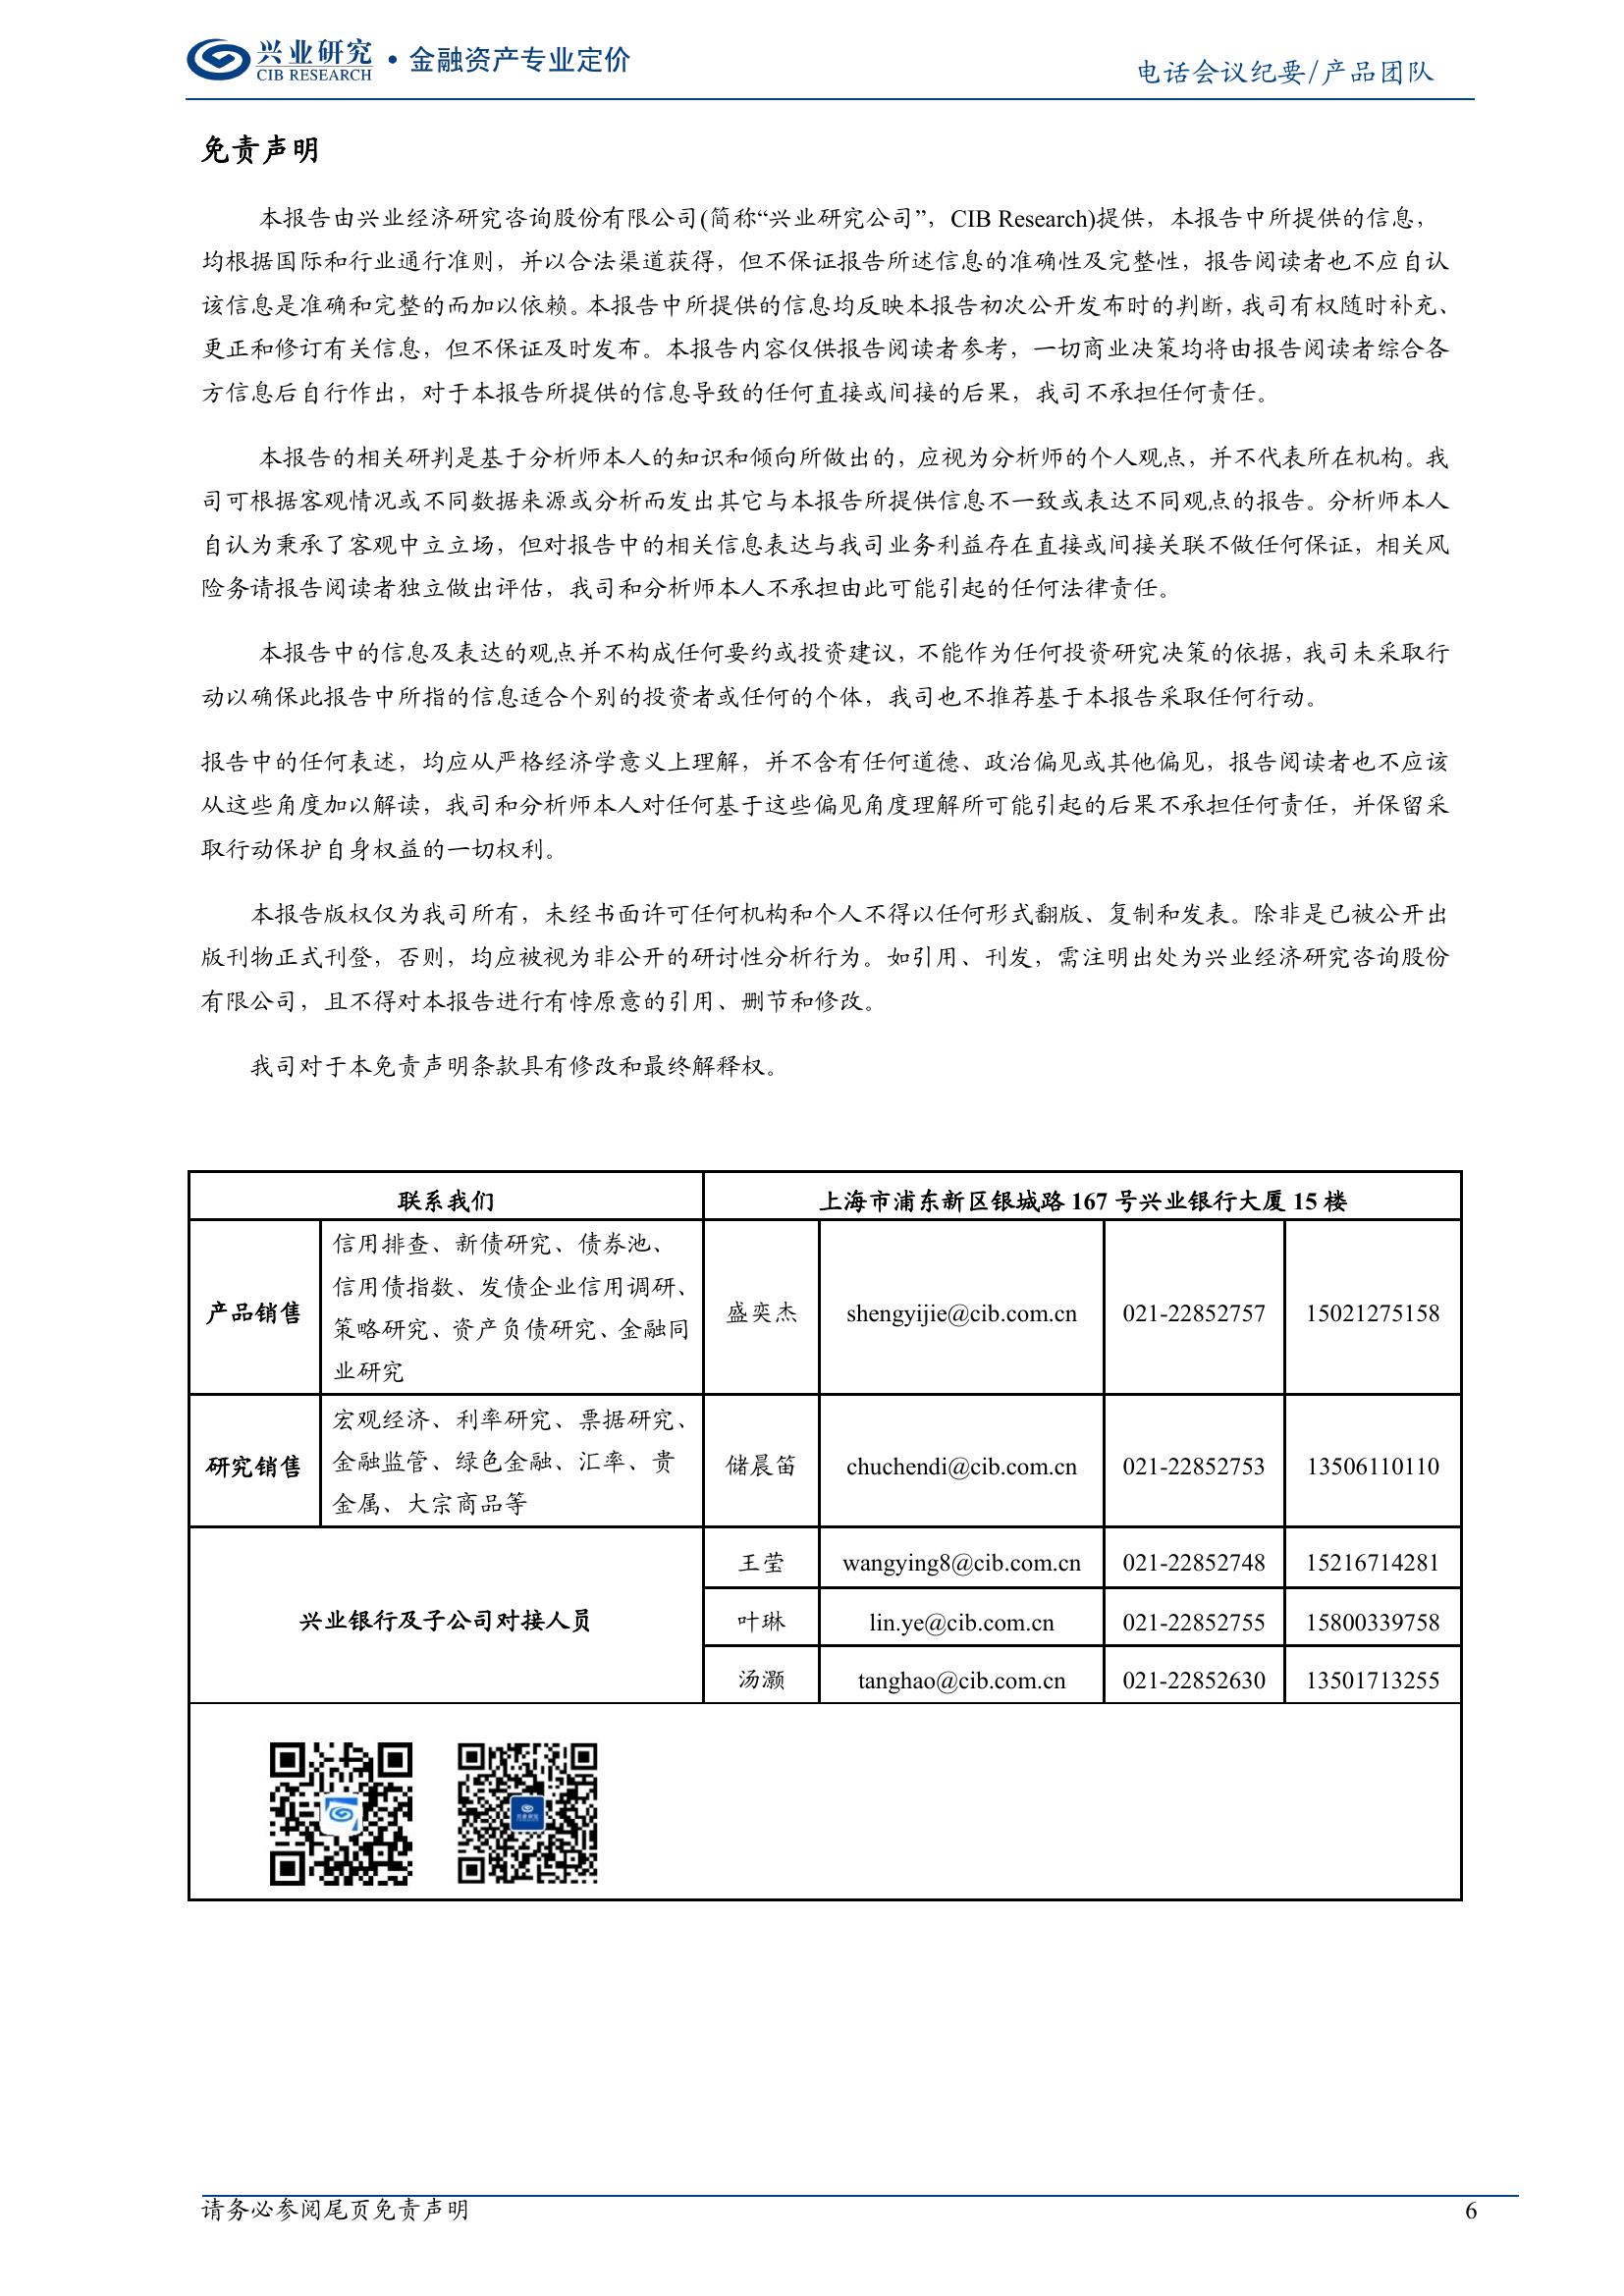 兴业研究
CIB RESEARCH
·金融资产专业定价
电话会议纪要/产品团队
免责声明
本报告由兴业经济研究咨询股份有限公司(简称“兴业研究公司”，CIB Research)提供，本报告中所提供的信息，
均根据国际和行业通行准则，并以合法渠道获得，但不保证报告所述信息的准确性及完整性，报告阅读者也不应自认
该信息是准确和完整的而加以依赖。本报告中所提供的信息均反映本报告初次公开发布时的判断，我司有权随时补充、
更正和修订有关信息，但不保证及时发布。本报告内容仅供报告阅读者参考，一切商业决策均将由报告阅读者综合各
方信息后自行作出，对于本报告所提供的信息导致的任何直接或间接的后果，我司不承担任何责任。
本报告的相关研判是基于分析师本人的知识和倾向所做出的，应视为分析师的个人观点，并不代表所在机构。我
司可根据客观情况或不同数据来源或分析而发出其它与本报告所提供信息不一致或表达不同观点的报告。分析师本人
自认为秉承了客观中立立场，但对报告中的相关信息表达与我司业务利益存在直接或间接关联不做任何保证，相关风
险务请报告阅读者独立做出评估，我司和分析师本人不承担由此可能引起的任何法律责任。
本报告中的信息及表达的观点并不构成任何要约或投资建议，不能作为任何投资研究决策的依据，我司未采取行
动以确保此报告中所指的信息适合个别的投资者或任何的个体，我司也不推荐基于本报告采取任何行动。
报告中的任何表述，均应从严格经济学意义上理解，并不含有任何道德、政治偏见或其他偏见，报告阅读者也不应该
从这些角度加以解读，我司和分析师本人对任何基于这些偏见角度理解所可能引起的后果不承担任何责任，并保留采
取行动保护自身权益的一切权利。
本报告版权仅为我司所有，未经书面许可任何机构和个人不得以任何形式翻版、复制和发表。除非是已被公开出
版刊物正式刊登，否则，均应被视为非公开的研讨性分析行为。如引用、刊发，需注明出处为兴业经济研究咨询股份
有限公司，且不得对本报告进行有悖原意的引用、删节和修改。
我司对于本免责声明条款具有修改和最终解释权。
联系我们 上海市浦东新区银城路 167 号兴业银行大厦 15 楼
信用排查、新债研究、债券池、
信用债指数、发债企业信用调研、
策略研究、资产负债研究、金融同
业研究
产品销售 盛奕杰 shengyijie@cib.com.cn 021-22852757 15021275158
宏观经济、利率研究、票据研究、
金融监管、绿色金融、汇率、贵
金属、大宗商品等
研究销售 储晨笛 chuchendi@cib.com.cn 021-22852753 13506110110
兴业银行及子公司对接人员
王莹 wangying8@cib.com.cn 021-22852748 15216714281
叶琳 lin.ye@cib.com.cn 021-22852755 15800339758
汤灏 tanghao@cib.com.cn 021-22852630 13501713255
兴业研究
请务必参阅尾页免责声明 6